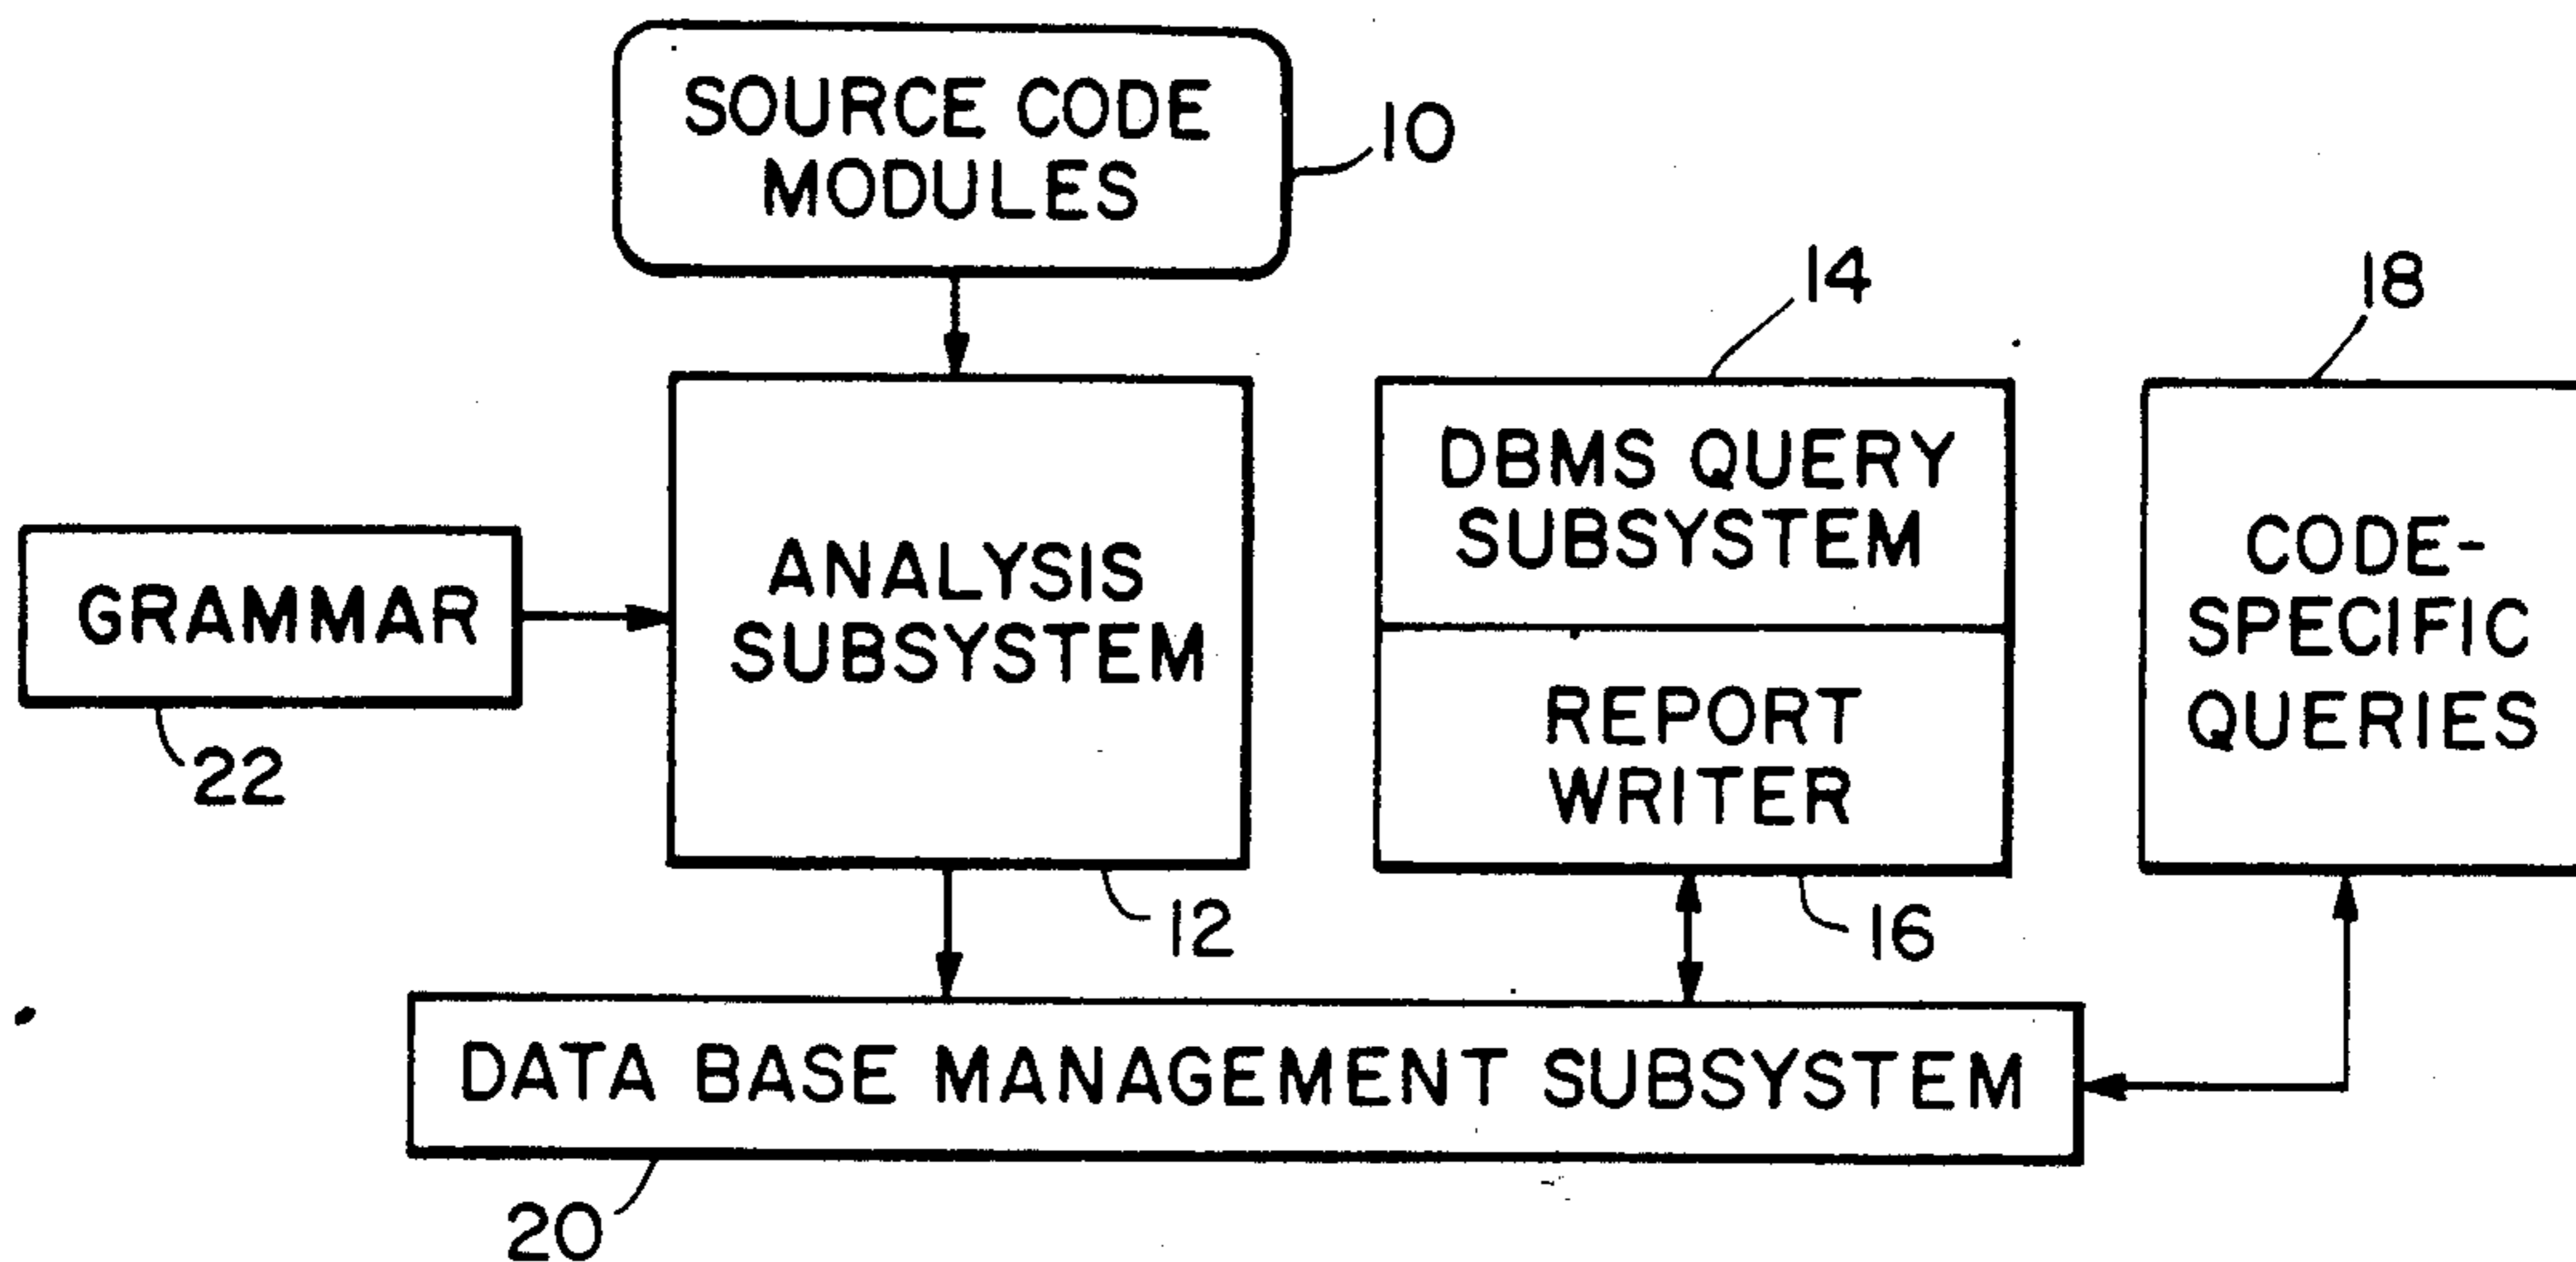 SOURCE CODE
MODULES
10
14
18
DBMS QUERY
SUBSYSTEM
CODE-
SPECIFIC
QUERIES
ANALYSIS
SUBSYSTEM
GRAMMAR
REPORT
WRITER
22
12
16
DATA BASE MANAGEMENT SUBSYSTEM
20